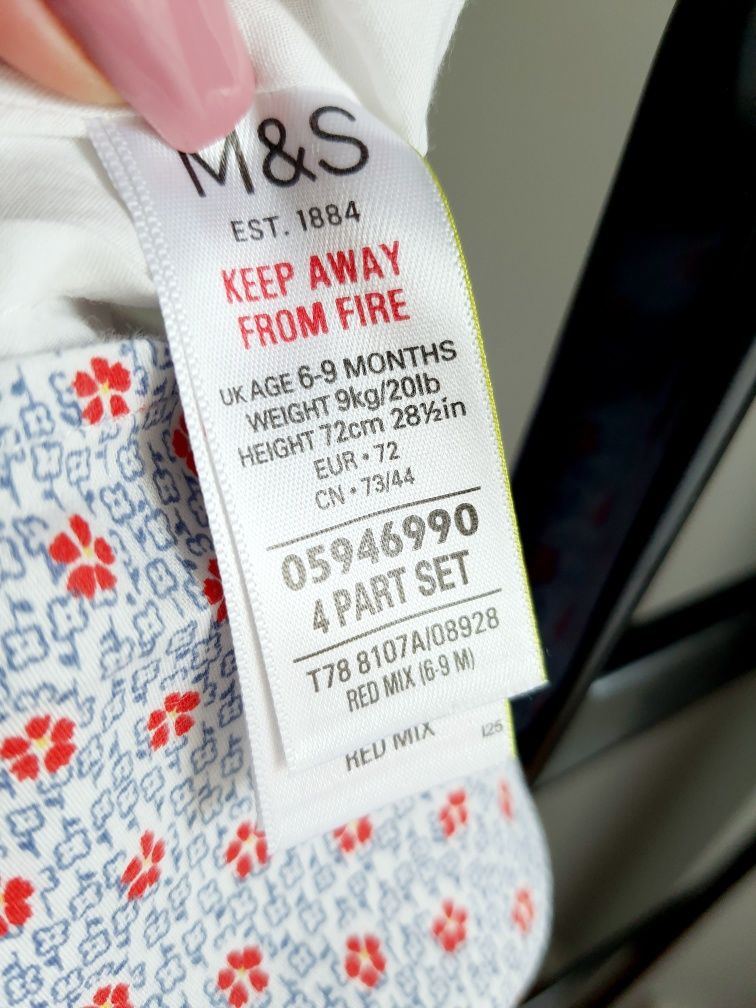 M&S
EST. 1884
KEEP AWAY
FROM FIRE
UK AGE 6-9 MONTHS
WEIGHT 9kg/20lb
HEIGHT 72cm 28½in
EUR • 72
CN • 73/44
05946990
4 PART SET
T78 8107A/08928
RED MIX (6-9 M)
RED MIX
I25